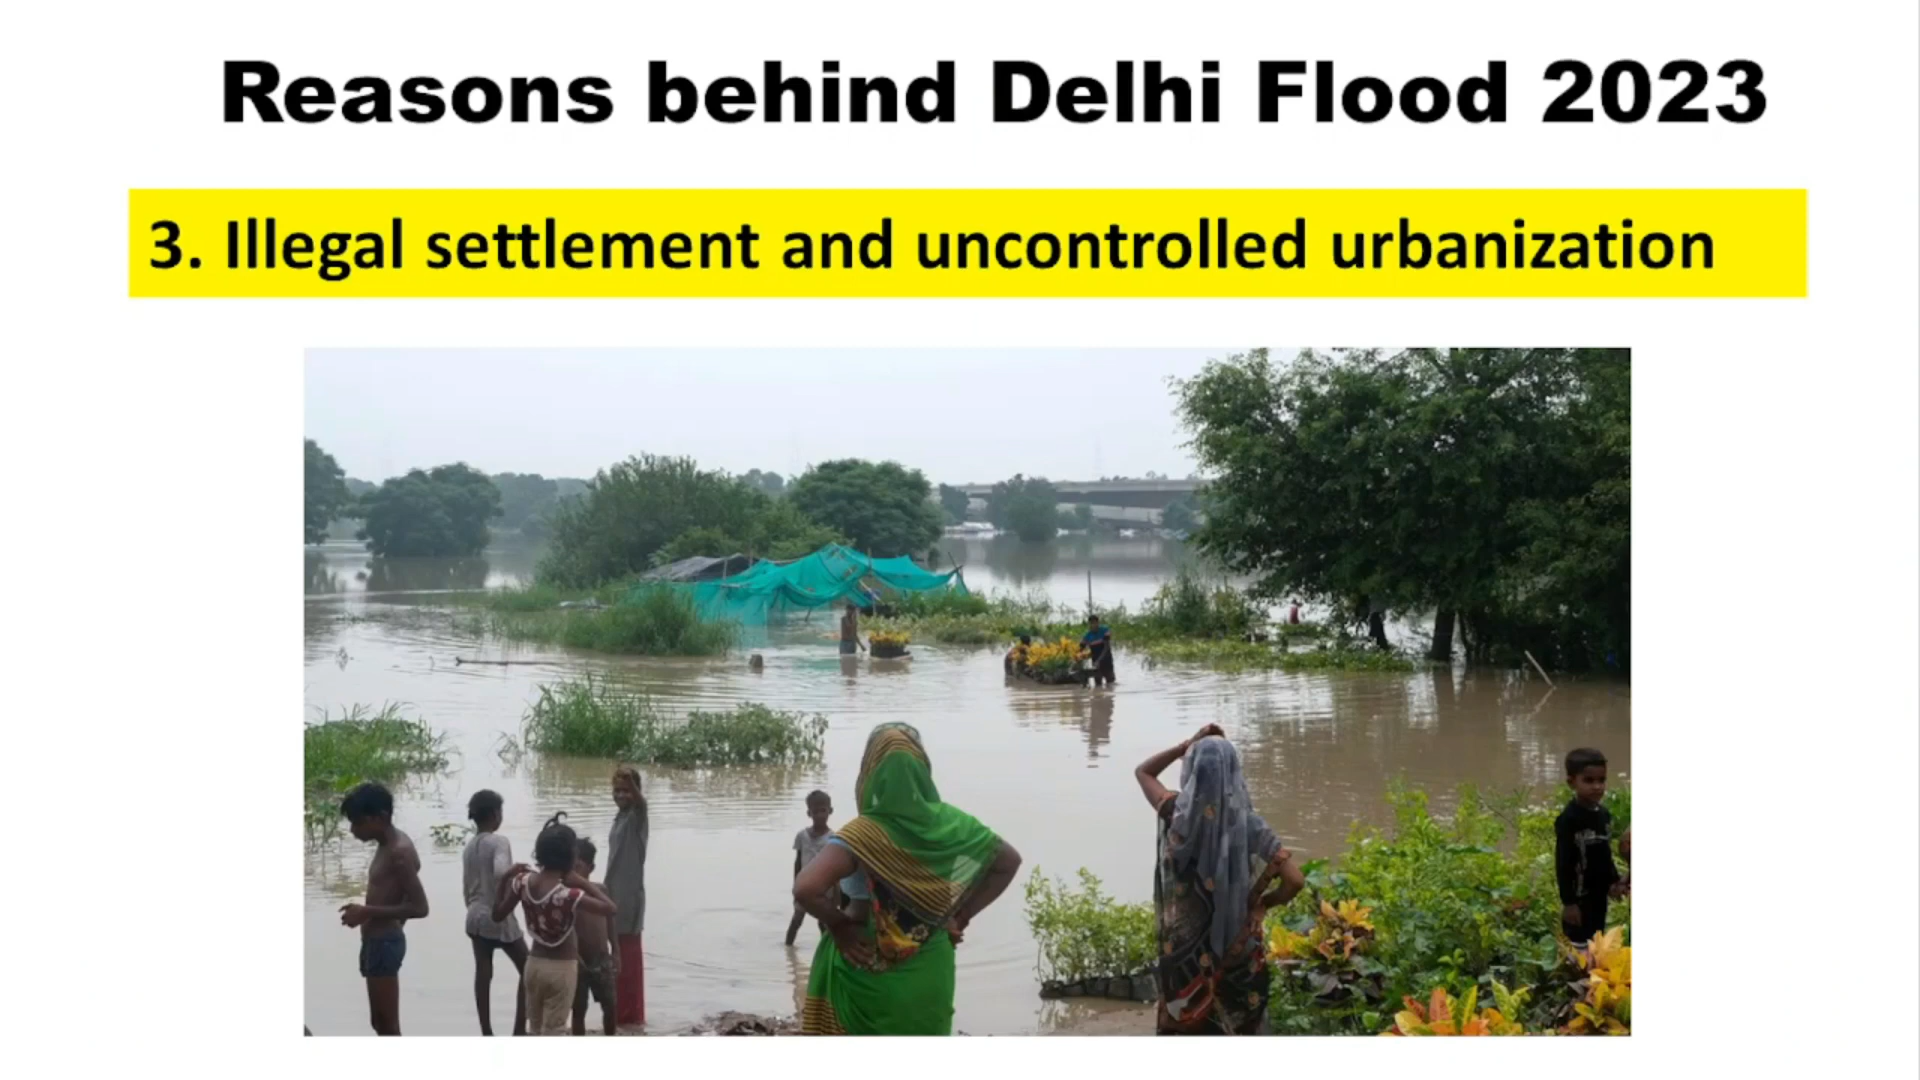 Reasons behind Delhi Flood 2023
3. Illegal settlement and uncontrolled urbanization